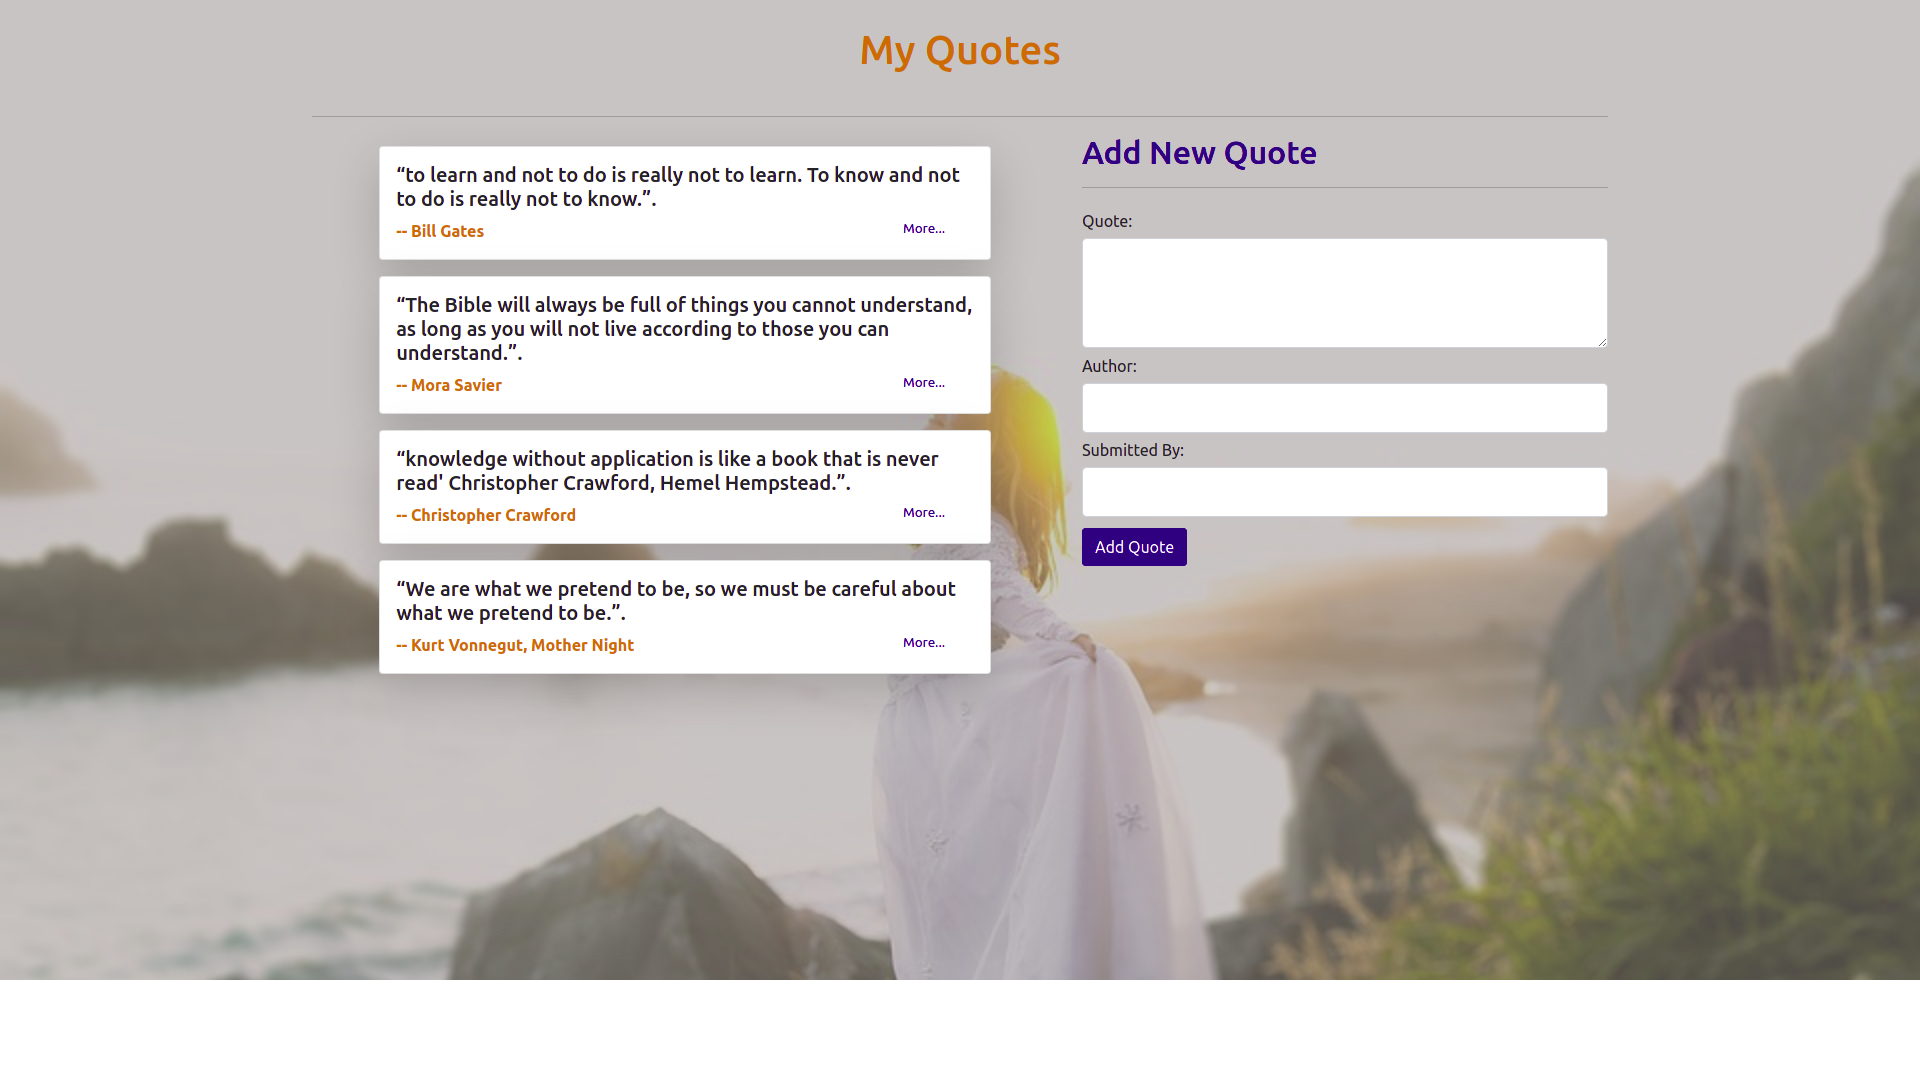 My Quotes
“to learn and not to do is really not to learn. To know and not
to do is really not to know.”.
-- Bill Gates
More...
“The Bible will always be full of things you cannot understand,
as long as you will not live according to those you can
understand.”.
-- Mora Savier
More...
“knowledge without application is like a book that is never
read' Christopher Crawford, Hemel Hempstead.”.
-- Christopher Crawford
More...
“We are what we pretend to be, so we must be careful about
what we pretend to be.”.
-- Kurt Vonnegut, Mother Night
More...
Add New Quote
Quote:
Author:
Submitted By:
Add Quote